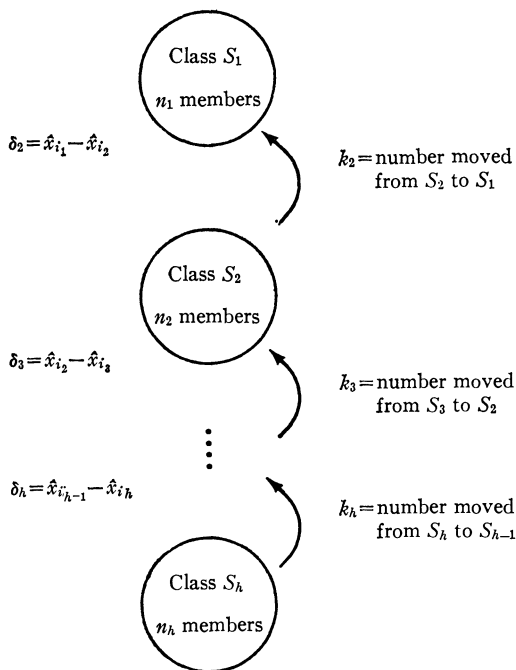 Class S₁
n₁ members
δ₂=x̂ᵢ₁−x̂ᵢ₂
k₂=number moved
from S₂ to S₁
Class S₂
n₂ members
δ₃=x̂ᵢ₂−x̂ᵢ₃
k₃=number moved
from S₃ to S₂
δₕ=x̂ᵢₕ₋₁−x̂ᵢₕ
kₕ=number moved
from Sₕ to Sₕ₋₁
Class Sₕ
nₕ members